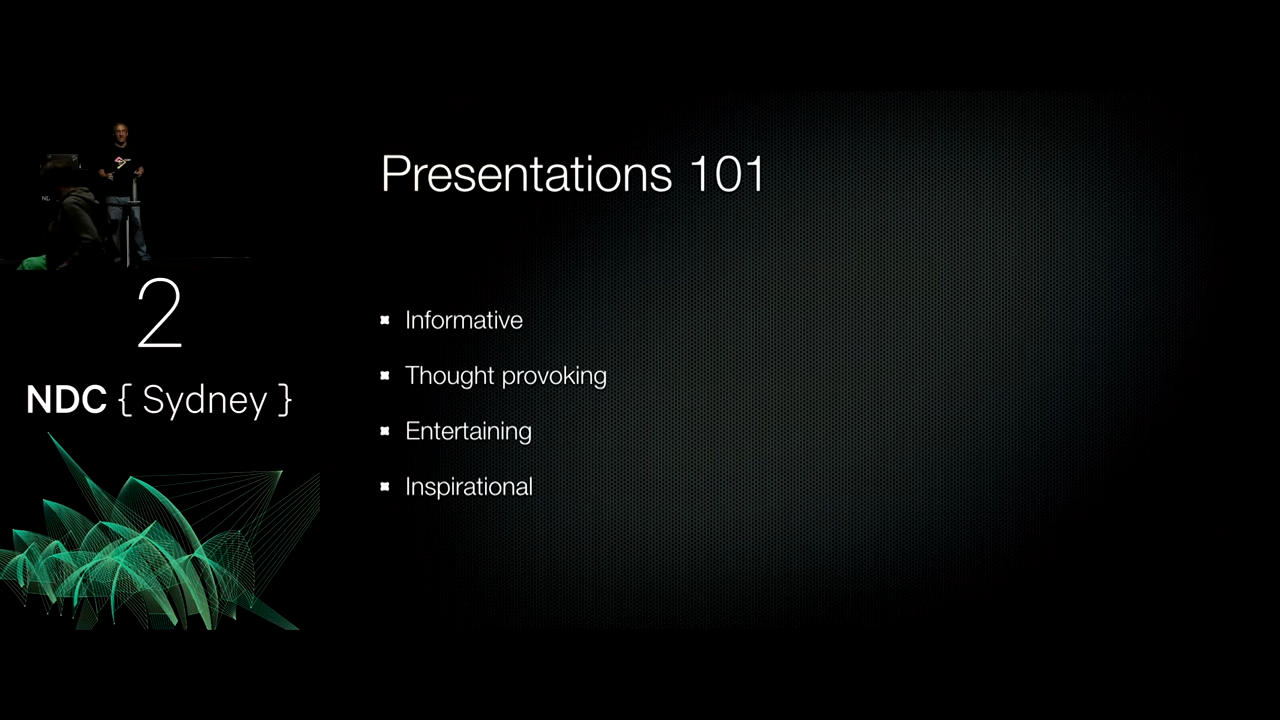 Presentations 101
Informative
Thought provoking
Entertaining
Inspirational
2
NDC { Sydney }